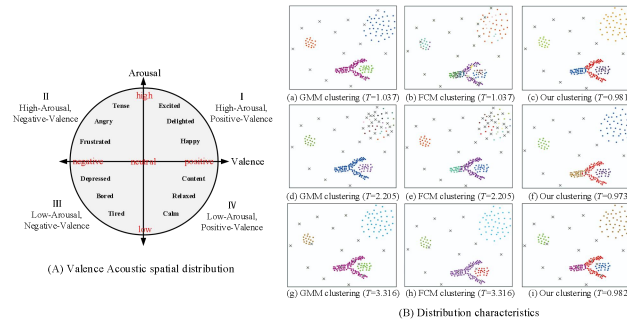 Arousal
high
II
High-Arousal,
Negative-Valence
I
High-Arousal,
Positive-Valence
Tense
Excited
Angry
Delighted
Frustrated
Happy
negative
neutral
positive
Valence
Depressed
Content
Bored
Relaxed
Tired
Calm
III
Low-Arousal,
Negative-Valence
IV
Low-Arousal,
Positive-Valence
low
(A) Valence Acoustic spatial distribution
(a) GMM clustering (T=1.037)
(b) FCM clustering (T=1.037)
(c) Our clustering (T=0.981
(d) GMM clustering (T=2.205)
(e) FCM clustering (T=2.205)
(f) Our clustering (T=0.973
(g) GMM clustering (T=3.316)
(h) FCM clustering (T=3.316)
(i) Our clustering (T=0.982
(B) Distribution characteristics